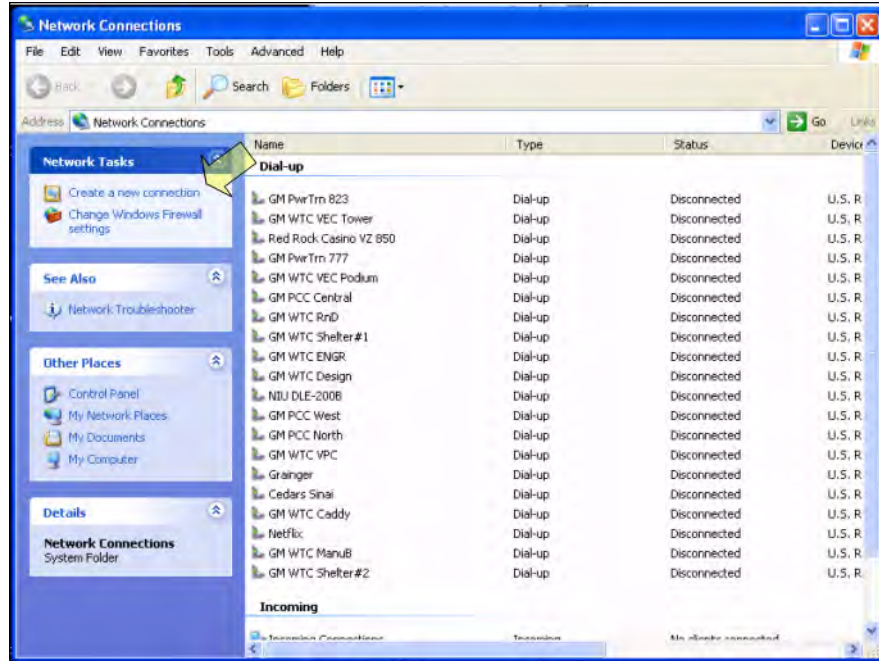 Network Connections
File Edit View Favorites Tools Advanced Help
Back Search Folders
Address Network Connections Go Links
Name Type Status Device
Network Tasks
Create a new connection
Change Windows Firewall
settings
See Also
Network Troubleshooter
Other Places
Control Panel
My Network Places
My Documents
My Computer
Details
Network Connections
System Folder
Dial-up
GM PwrTrn 823 Dial-up Disconnected U.S. R
GM WTC VEC Tower Dial-up Disconnected U.S. R
Red Rock Casino VZ 850 Dial-up Disconnected U.S. R
GM PwrTrn 777 Dial-up Disconnected U.S. R
GM WTC VEC Podium Dial-up Disconnected U.S. R
GM PCC Central Dial-up Disconnected U.S. R
GM WTC RnD Dial-up Disconnected U.S. R
GM WTC Shelter#1 Dial-up Disconnected U.S. R
GM WTC ENGR Dial-up Disconnected U.S. R
GM WTC Design Dial-up Disconnected U.S. R
NIU DLE-200B Dial-up Disconnected U.S. R
GM PCC West Dial-up Disconnected U.S. R
GM PCC North Dial-up Disconnected U.S. R
GM WTC VPC Dial-up Disconnected U.S. R
Grainger Dial-up Disconnected U.S. R
Cedars Sinai Dial-up Disconnected U.S. R
GM WTC Caddy Dial-up Disconnected U.S. R
Netflix Dial-up Disconnected U.S. R
GM WTC ManuB Dial-up Disconnected U.S. R
GM WTC Shelter#2 Dial-up Disconnected U.S. R
Incoming
Incoming Connections Incoming No clients connected